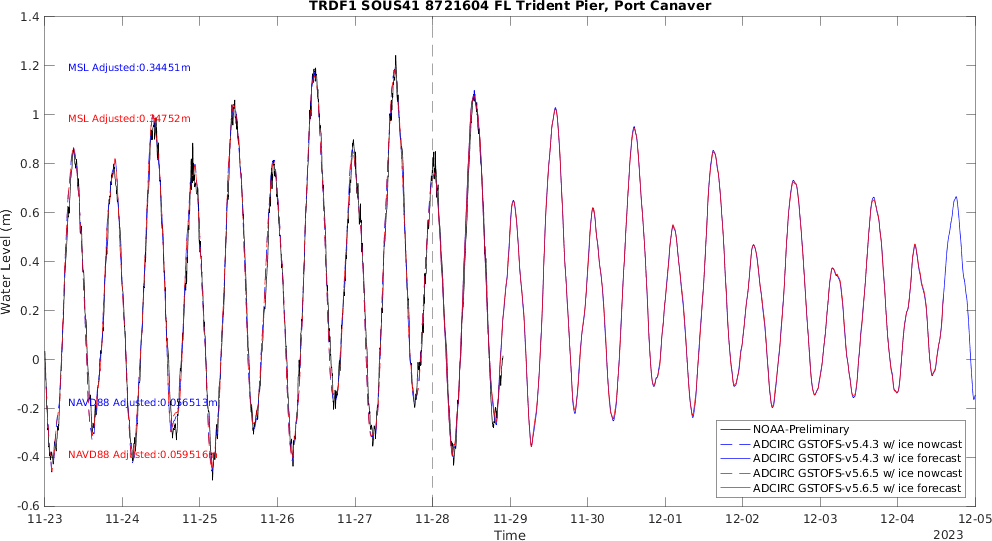 TRDF1 SOUS41 8721604 FL Trident Pier, Port Canaver
1.4
1.2
1
0.8
0.6
0.4
0.2
0
-0.2
-0.4
-0.6
Water Level (m)
MSL Adjusted:0.34451m
MSL Adjusted:0.34752m
NAVD88 Adjusted:0.056513m
NAVD88 Adjusted:0.059516m
NOAA-Preliminary
ADCIRC GSTOFS-v5.4.3 w/ ice nowcast
ADCIRC GSTOFS-v5.4.3 w/ ice forecast
ADCIRC GSTOFS-v5.6.5 w/ ice nowcast
ADCIRC GSTOFS-v5.6.5 w/ ice forecast
11-23 11-24 11-25 11-26 11-27 11-28 11-29 11-30 12-01 12-02 12-03 12-04 12-05
Time
2023